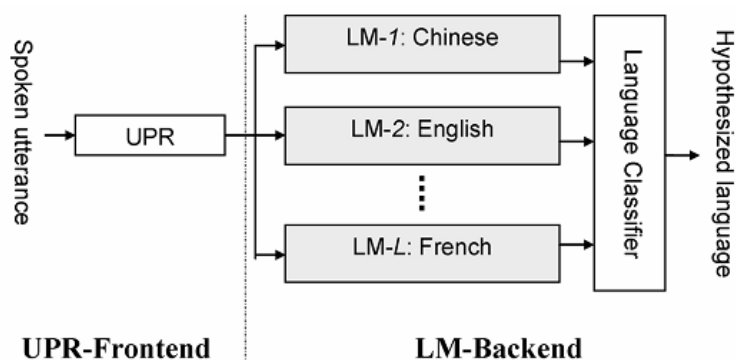 Spoken utterance
UPR
LM-1: Chinese
LM-2: English
LM-L: French
Language Classifier
Hypothesized language
UPR-Frontend
LM-Backend